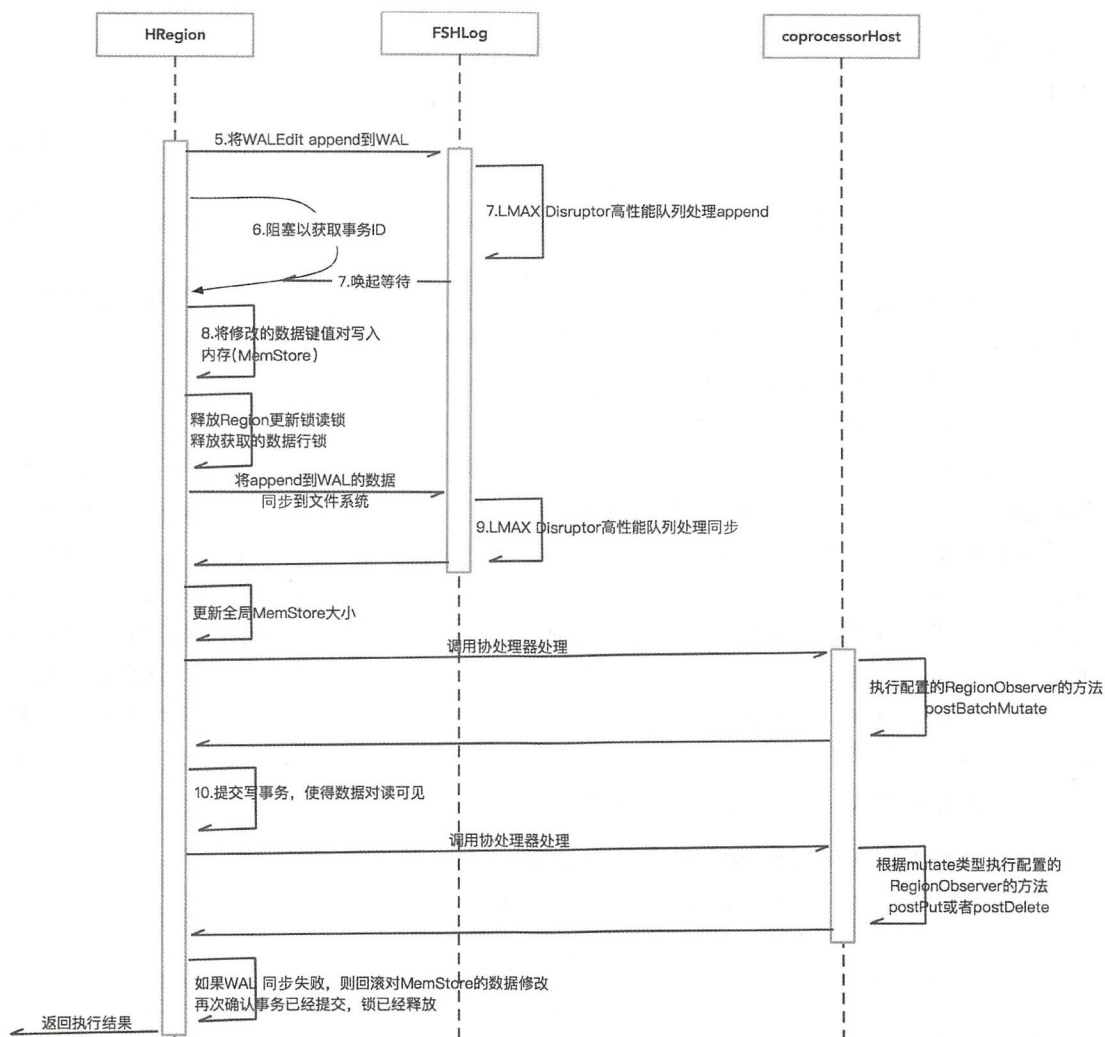 HRegion
FSHLog
coprocessorHost
5.将WALEdit append到WAL
7.LMAX Disruptor高性能队列处理append
6.阻塞以获取事务ID
7.唤起等待
8.将修改的数据键值对写入
内存(MemStore)
释放Region更新锁读锁
释放获取的数据行锁
将append到WAL的数据
同步到文件系统
9.LMAX Disruptor高性能队列处理同步
更新全局MemStore大小
调用协处理器处理
执行配置的RegionObserver的方法
postBatchMutate
10.提交写事务，使得数据对读可见
调用协处理器处理
根据mutate类型执行配置的
RegionObserver的方法
postPut或者postDelete
如果WAL 同步失败，则回滚对MemStore的数据修改
再次确认事务已经提交，锁已经释放
返回执行结果